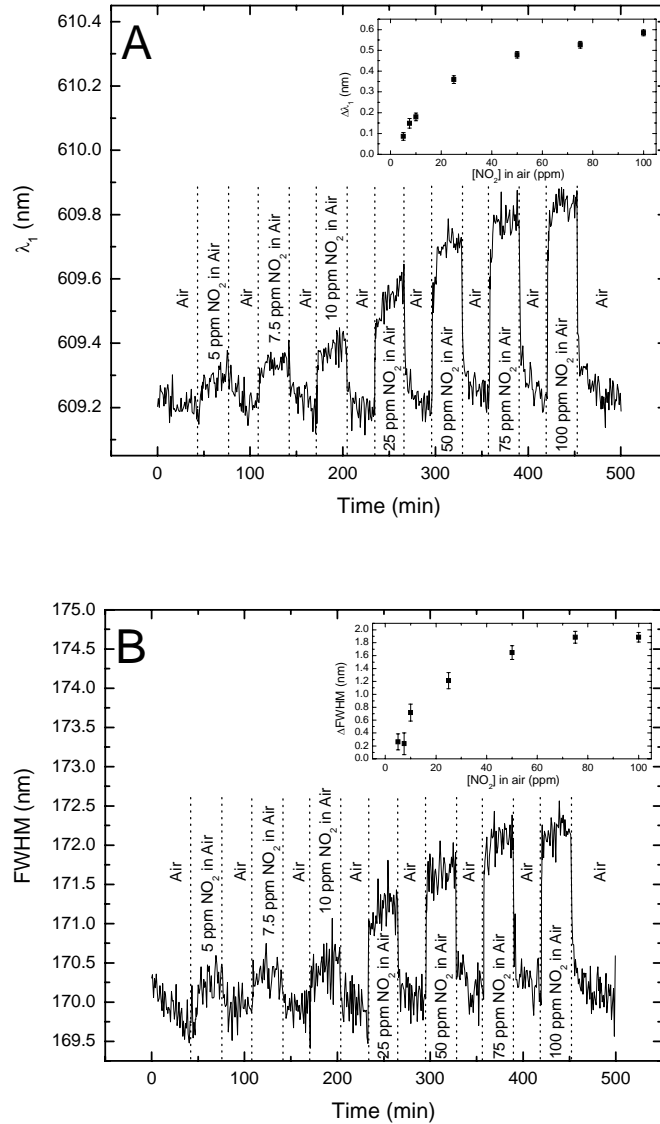 A
610.4
610.2
610.0
609.8
609.6
609.4
609.2
λ₁ (nm)
0.6
0.5
0.4
0.3
0.2
0.1
0.0
Δλ₁ (nm)
0 20 40 60 80 100
[NO₂] in air (ppm)
Air
5 ppm NO₂ in Air
Air
7.5 ppm NO₂ in Air
Air
10 ppm NO₂ in Air
Air
25 ppm NO₂ in Air
Air
50 ppm NO₂ in Air
Air
75 ppm NO₂ in Air
Air
100 ppm NO₂ in Air
Air
0 100 200 300 400 500
Time (min)
B
175.0
174.5
174.0
173.5
173.0
172.5
172.0
171.5
171.0
170.5
170.0
169.5
FWHM (nm)
2.0
1.8
1.6
1.4
1.2
1.0
0.8
0.6
0.4
0.2
0.0
ΔFWHM (nm)
0 20 40 60 80 100
[NO₂] in air (ppm)
Air
5 ppm NO₂ in Air
Air
7.5 ppm NO₂ in Air
Air
10 ppm NO₂ in Air
Air
25 ppm NO₂ in Air
Air
50 ppm NO₂ in Air
Air
75 ppm NO₂ in Air
Air
100 ppm NO₂ in Air
Air
0 100 200 300 400 500
Time (min)